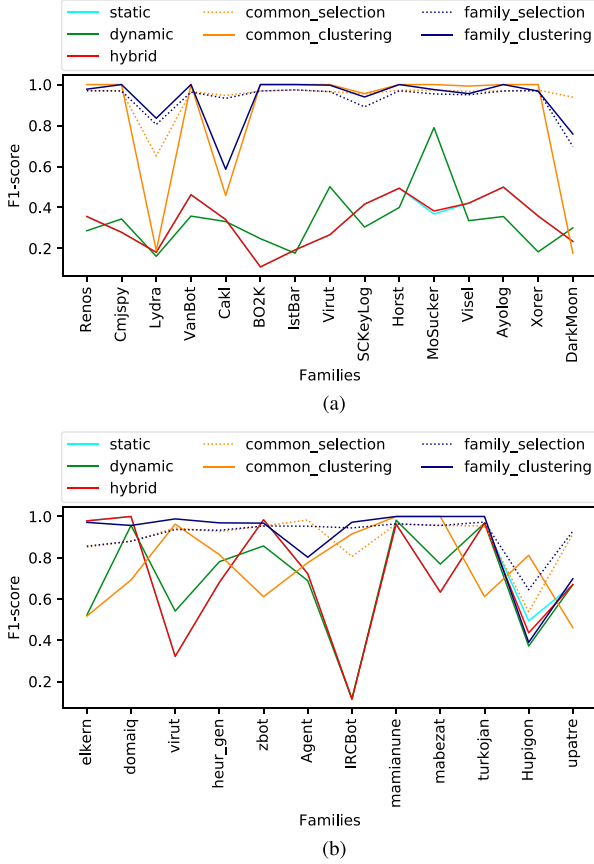 static
common_selection
family_selection
dynamic
common_clustering
family_clustering
hybrid
1.0
0.8
0.6
0.4
0.2
F1-score
Renos
Cmjspy
Lydra
VanBot
Cakl
BO2K
IstBar
Virut
SCKeyLog
Horst
MoSucker
Visel
Ayolog
Xorer
DarkMoon
Families
(a)
static
common_selection
family_selection
dynamic
common_clustering
family_clustering
hybrid
1.0
0.8
0.6
0.4
0.2
F1-score
elkern
domaiq
virut
heur_gen
zbot
Agent
IRCBot
mamianune
mabezat
turkojan
Hupigon
upatre
Families
(b)